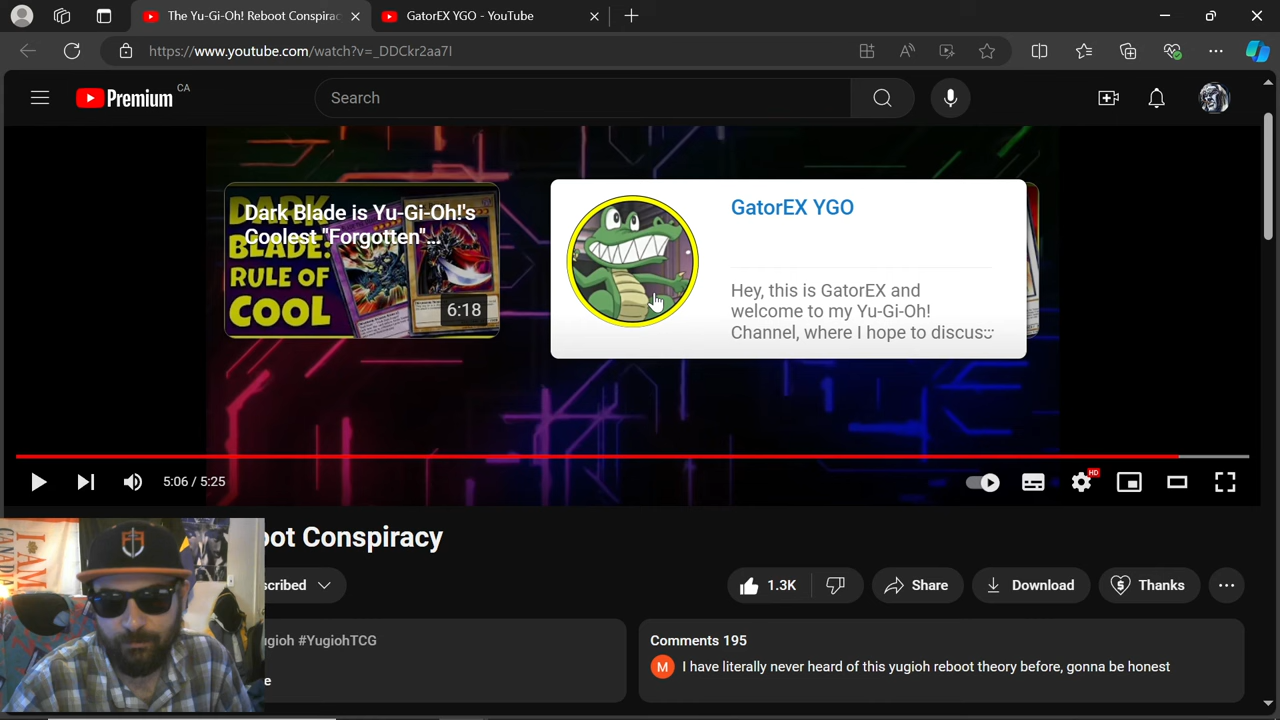 The Yu-Gi-Oh! Reboot Conspirac
GatorEX YGO - YouTube
https://www.youtube.com/watch?v=_DDCkr2aa7I
Premium CA
Search
DARK BLADE: RULE OF COOL
Dark Blade is Yu-Gi-Oh!'s
Coolest "Forgotten"...
6:18
GatorEX YGO
Hey, this is GatorEX and
welcome to my Yu-Gi-Oh!
Channel, where I hope to discus...
5:06 / 5:25
HD
oot Conspiracy
scribed
1.3K
Share
Download
Thanks
ugioh #YugiohTCG
e
Comments 195
M
I have literally never heard of this yugioh reboot theory before, gonna be honest
I AM
CANADIA